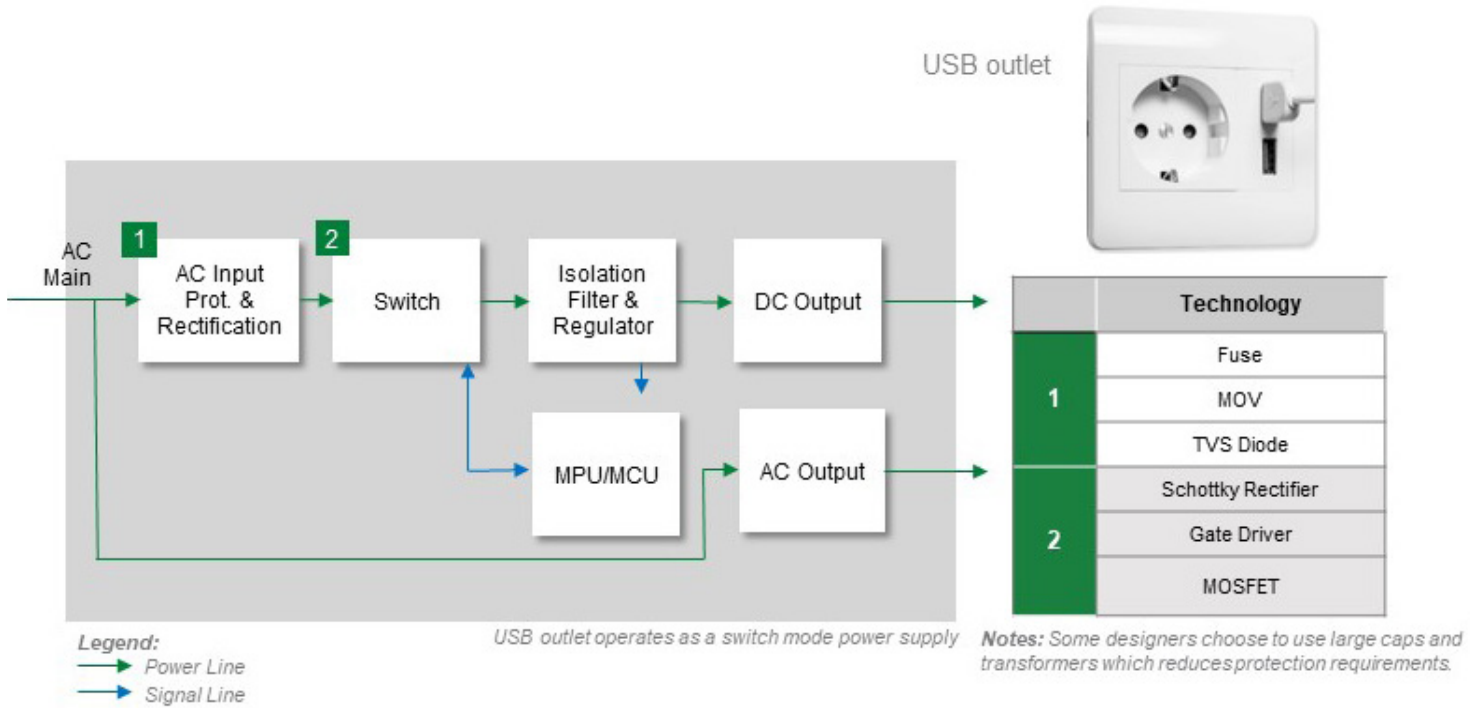 USB outlet
AC
Main
1
AC Input
Prot. &
Rectification
2
Switch
Isolation
Filter &
Regulator
DC Output
MPU/MCU
AC Output
Technology
1
Fuse
MOV
TVS Diode
2
Schottky Rectifier
Gate Driver
MOSFET
Legend:
Power Line
Signal Line
USB outlet operates as a switch mode power supply
Notes: Some designers choose to use large caps and
transformers which reduces protection requirements.